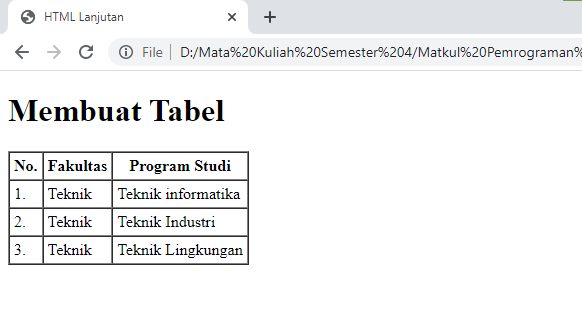 HTML Lanjutan
File D:/Mata%20Kuliah%20Semester%204/Matkul%20Pemrograman%
Membuat Tabel
No. Fakultas Program Studi
1. Teknik Teknik informatika
2. Teknik Teknik Industri
3. Teknik Teknik Lingkungan